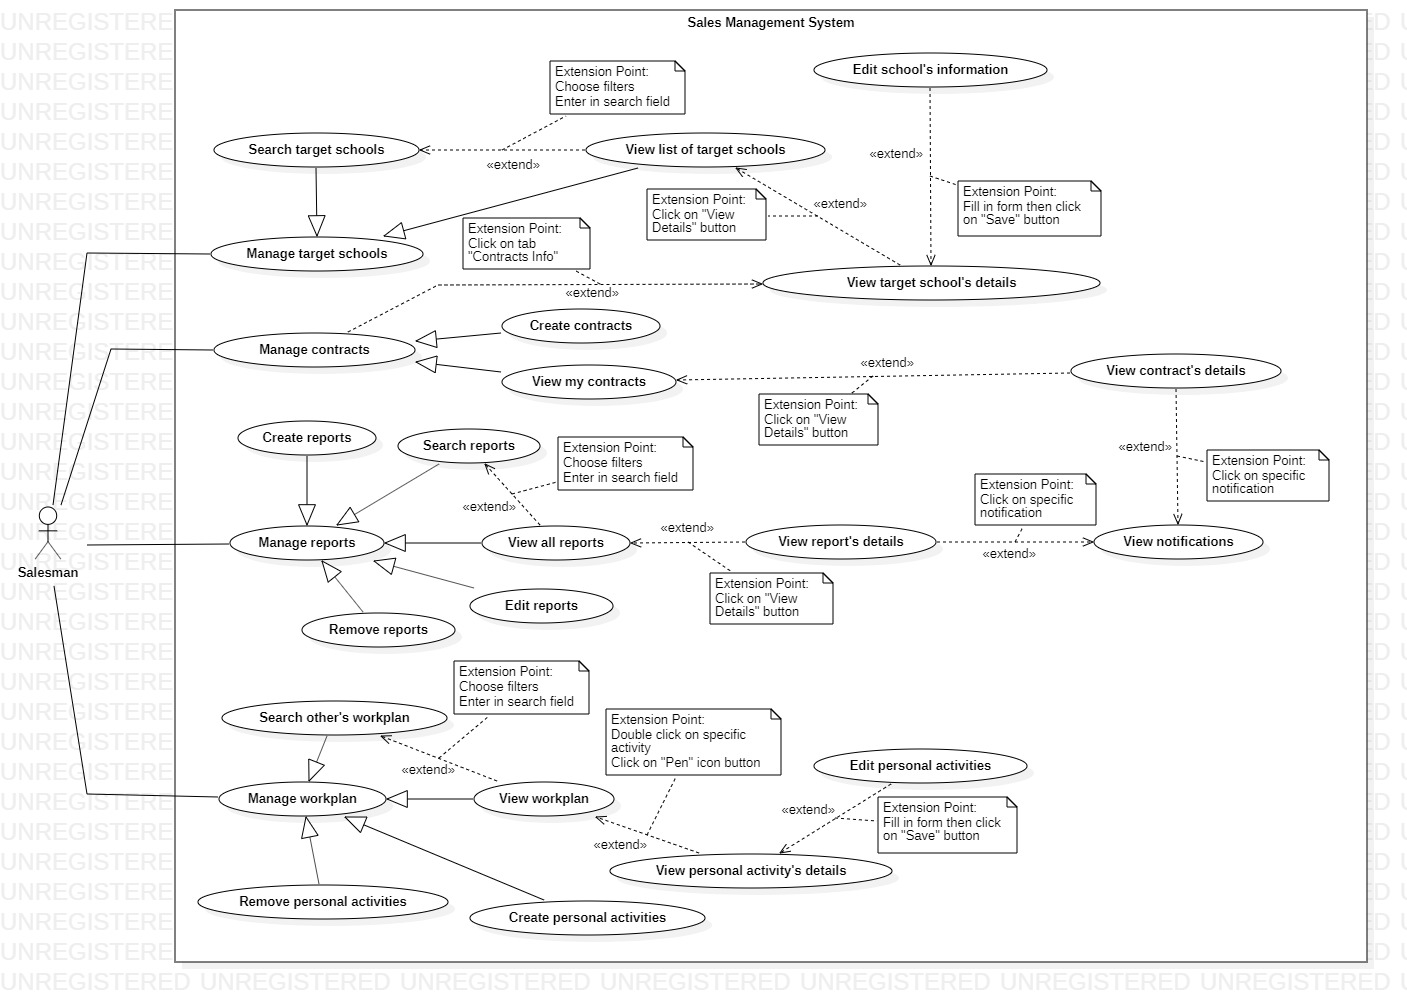 Sales Management System
Extension Point:
Choose filters
Enter in search field
Edit school's information
Search target schools
«extend»
View list of target schools
«extend»
Extension Point:
Fill in form then click
on "Save" button
Extension Point:
Click on "View
Details" button
«extend»
Extension Point:
Click on tab
"Contracts Info"
Manage target schools
«extend»
View target school's details
Create contracts
Manage contracts
View my contracts
«extend»
View contract's details
Extension Point:
Click on "View
Details" button
Create reports
Search reports
Extension Point:
Choose filters
Enter in search field
«extend»
«extend»
Extension Point:
Click on specific
notification
Extension Point:
Click on specific
notification
Salesman
Manage reports
View all reports
«extend»
View report's details
«extend»
View notifications
Extension Point:
Click on "View
Details" button
Edit reports
Remove reports
Extension Point:
Choose filters
Enter in search field
Search other's workplan
«extend»
Extension Point:
Double click on specific
activity
Click on "Pen" icon button
Edit personal activities
Manage workplan
View workplan
«extend»
Extension Point:
Fill in form then click
on "Save" button
«extend»
View personal activity's details
Remove personal activities
Create personal activities
UNREGISTERED UNREGISTERED UNREGISTERED UNREGISTERED UNREGISTERED UNREGISTERED UNREGISTERED